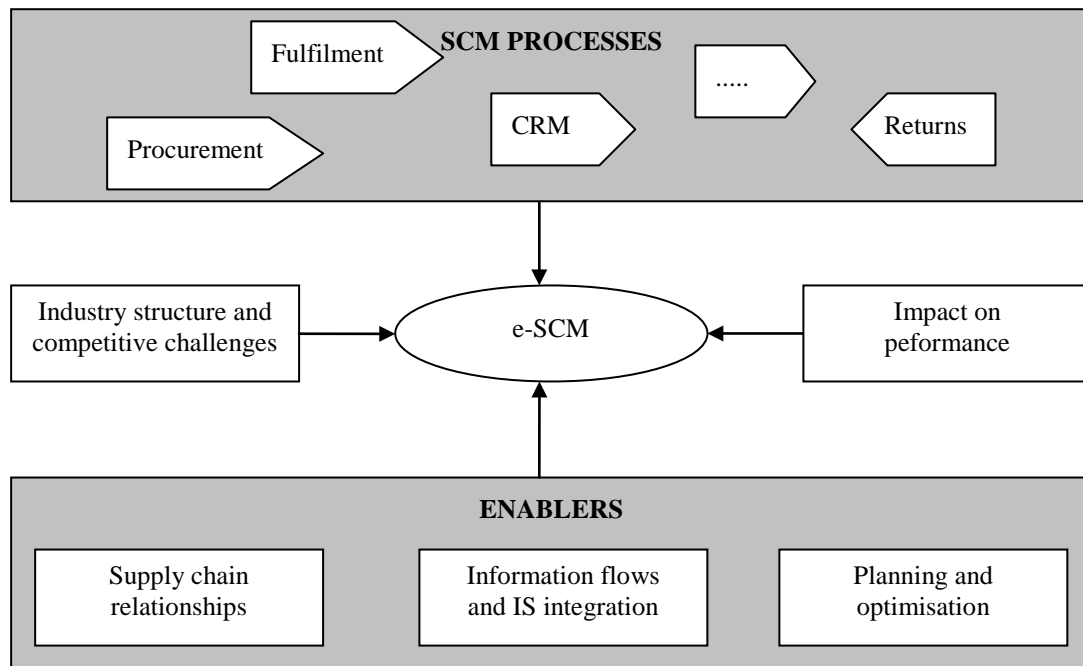 SCM PROCESSES
Fulfilment
.....
CRM
Returns
Procurement
Industry structure and
competitive challenges
e-SCM
Impact on
peformance
ENABLERS
Supply chain
relationships
Information flows
and IS integration
Planning and
optimisation